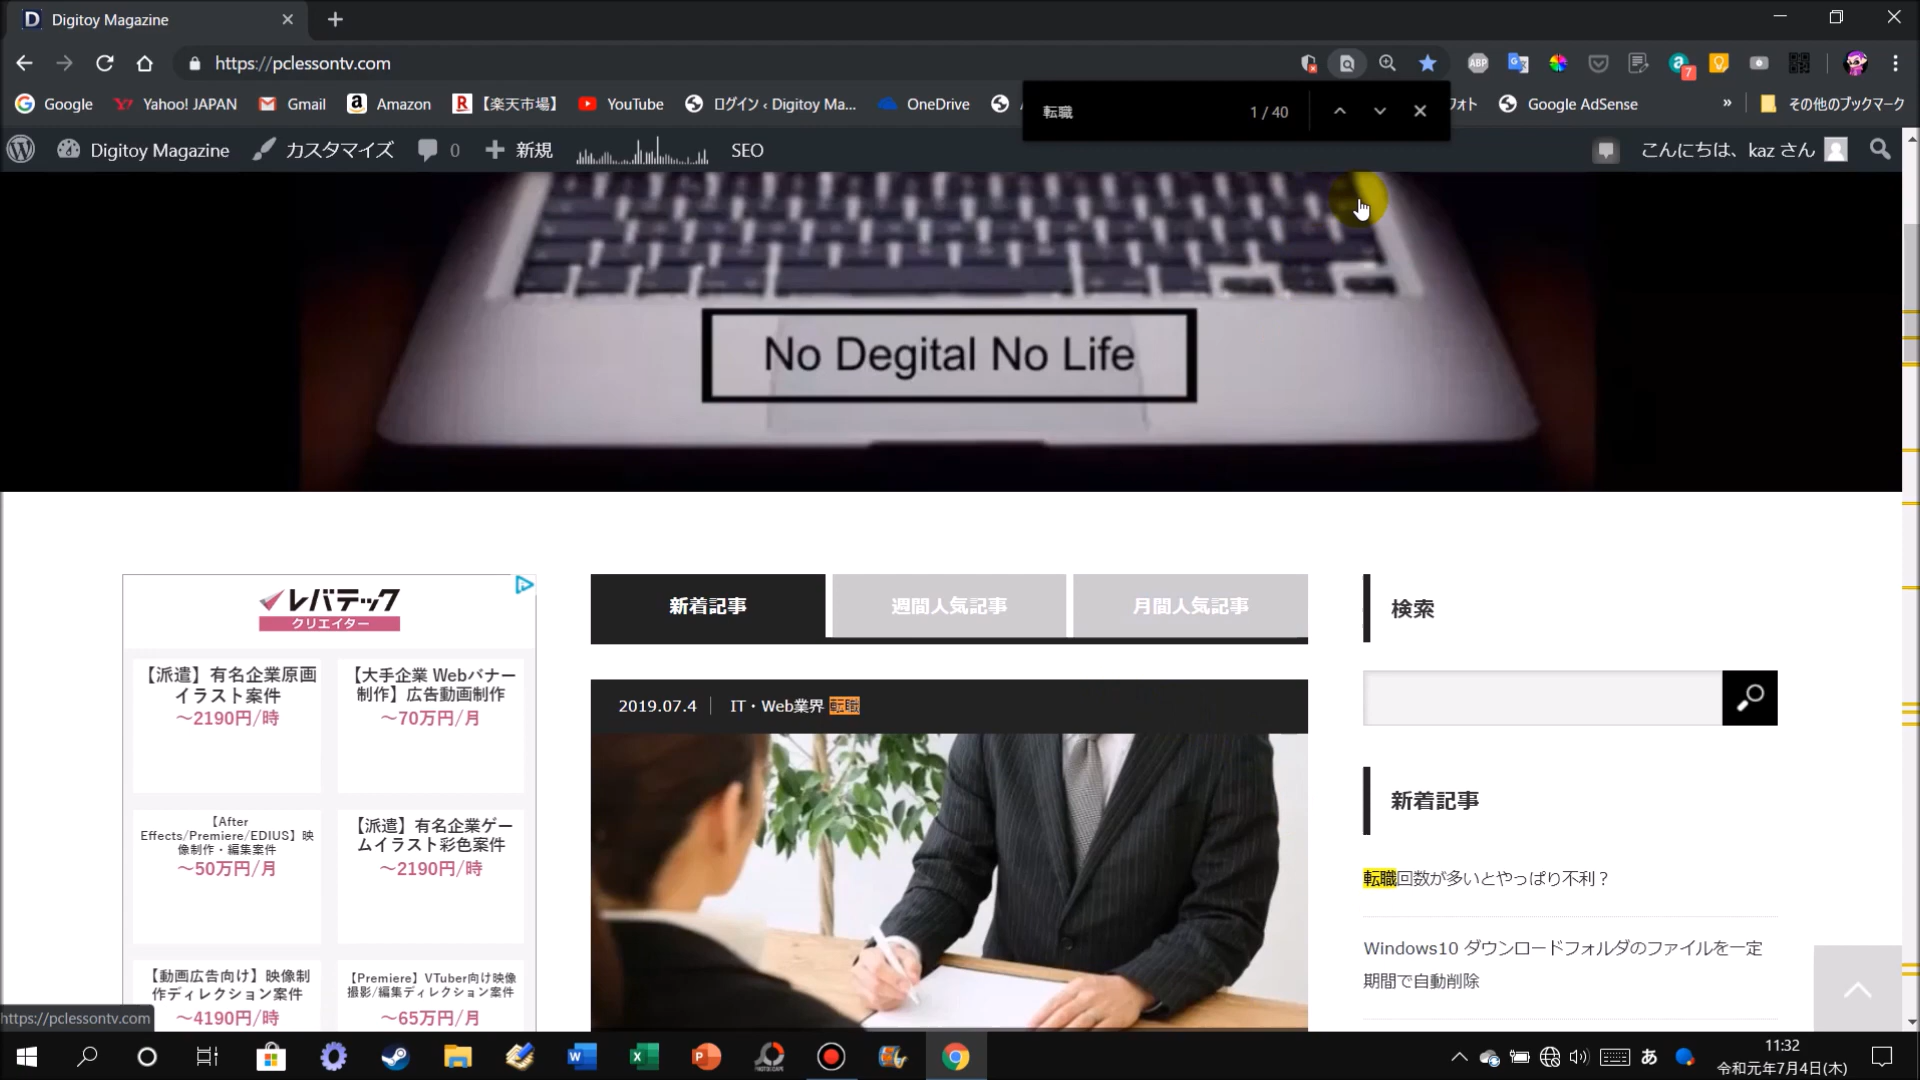 Digitoy Magazine
https://pclessontv.com
ABP
7
Google
Yahoo! JAPAN
Gmail
Amazon
【楽天市場】
YouTube
ログイン ‹ Digitoy Ma...
OneDrive
フォト
Google AdSense
»
その他のブックマーク
転職
1 / 40
Digitoy Magazine
カスタマイズ
0
新規
SEO
こんにちは、kaz さん
No Degital No Life
レバテック
クリエイター
【派遣】有名企業原画
イラスト案件
～2190円/時
【大手企業 Webバナー
制作】広告動画制作
～70万円/月
【After
Effects/Premiere/EDIUS】映
像制作・編集案件
～50万円/月
【派遣】有名企業ゲー
ムイラスト彩色案件
～2190円/時
【動画広告向け】映像制
作ディレクション案件
～4190円/時
【Premiere】VTuber向け映像
撮影/編集ディレクション案件
～65万円/月
新着記事
週間人気記事
月間人気記事
2019.07.4
IT・Web業界 転職
検索
新着記事
転職回数が多いとやっぱり不利？
Windows10 ダウンロードフォルダのファイルを一定
期間で自動削除
https://pclessontv.com
あ
11:32
令和元年7月4日(木)